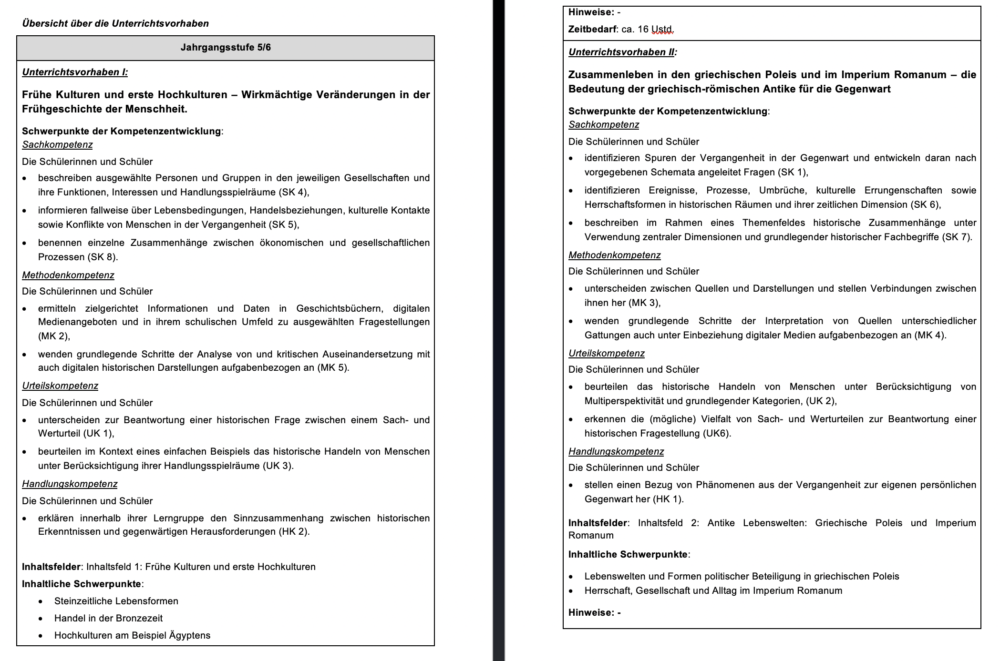 Übersicht über die Unterrichtsvorhaben
Jahrgangsstufe 5/6
Unterrichtsvorhaben I:
Frühe Kulturen und erste Hochkulturen – Wirkmächtige Veränderungen in der
Frühgeschichte der Menschheit.
Schwerpunkte der Kompetenzentwicklung:
Sachkompetenz
Die Schülerinnen und Schüler
• beschreiben ausgewählte Personen und Gruppen in den jeweiligen Gesellschaften und
ihre Funktionen, Interessen und Handlungsspielräume (SK 4),
• informieren fallweise über Lebensbedingungen, Handelsbeziehungen, kulturelle Kontakte
sowie Konflikte von Menschen in der Vergangenheit (SK 5),
• benennen einzelne Zusammenhänge zwischen ökonomischen und gesellschaftlichen
Prozessen (SK 8).
Methodenkompetenz
Die Schülerinnen und Schüler
• ermitteln zielgerichtet Informationen und Daten in Geschichtsbüchern, digitalen
Medienangeboten und in ihrem schulischen Umfeld zu ausgewählten Fragestellungen
(MK 2),
• wenden grundlegende Schritte der Analyse von und kritischen Auseinandersetzung mit
auch digitalen historischen Darstellungen aufgabenbezogen an (MK 5).
Urteilskompetenz
Die Schülerinnen und Schüler
• unterscheiden zur Beantwortung einer historischen Frage zwischen einem Sach- und
Werturteil (UK 1),
• beurteilen im Kontext eines einfachen Beispiels das historische Handeln von Menschen
unter Berücksichtigung ihrer Handlungsspielräume (UK 3).
Handlungskompetenz
Die Schülerinnen und Schüler
• erklären innerhalb ihrer Lerngruppe den Sinnzusammenhang zwischen historischen
Erkenntnissen und gegenwärtigen Herausforderungen (HK 2).
Inhaltsfelder: Inhaltsfeld 1: Frühe Kulturen und erste Hochkulturen
Inhaltliche Schwerpunkte:
• Steinzeitliche Lebensformen
• Handel in der Bronzezeit
• Hochkulturen am Beispiel Ägyptens
Hinweise: -
Zeitbedarf: ca. 16 Ustd.
Unterrichtsvorhaben II:
Zusammenleben in den griechischen Poleis und im Imperium Romanum – die
Bedeutung der griechisch-römischen Antike für die Gegenwart
Schwerpunkte der Kompetenzentwicklung:
Sachkompetenz
Die Schülerinnen und Schüler
• identifizieren Spuren der Vergangenheit in der Gegenwart und entwickeln daran nach
vorgegebenen Schemata angeleitet Fragen (SK 1),
• identifizieren Ereignisse, Prozesse, Umbrüche, kulturelle Errungenschaften sowie
Herrschaftsformen in historischen Räumen und ihrer zeitlichen Dimension (SK 6),
• beschreiben im Rahmen eines Themenfeldes historische Zusammenhänge unter
Verwendung zentraler Dimensionen und grundlegender historischer Fachbegriffe (SK 7).
Methodenkompetenz
Die Schülerinnen und Schüler
• unterscheiden zwischen Quellen und Darstellungen und stellen Verbindungen zwischen
ihnen her (MK 3),
• wenden grundlegende Schritte der Interpretation von Quellen unterschiedlicher
Gattungen auch unter Einbeziehung digitaler Medien aufgabenbezogen an (MK 4).
Urteilskompetenz
Die Schülerinnen und Schüler
• beurteilen das historische Handeln von Menschen unter Berücksichtigung von
Multiperspektivität und grundlegender Kategorien, (UK 2),
• erkennen die (mögliche) Vielfalt von Sach- und Werturteilen zur Beantwortung einer
historischen Fragestellung (UK6).
Handlungskompetenz
Die Schülerinnen und Schüler
• stellen einen Bezug von Phänomenen aus der Vergangenheit zur eigenen persönlichen
Gegenwart her (HK 1).
Inhaltsfelder: Inhaltsfeld 2: Antike Lebenswelten: Griechische Poleis und Imperium
Romanum
Inhaltliche Schwerpunkte:
• Lebenswelten und Formen politischer Beteiligung in griechischen Poleis
• Herrschaft, Gesellschaft und Alltag im Imperium Romanum
Hinweise: -